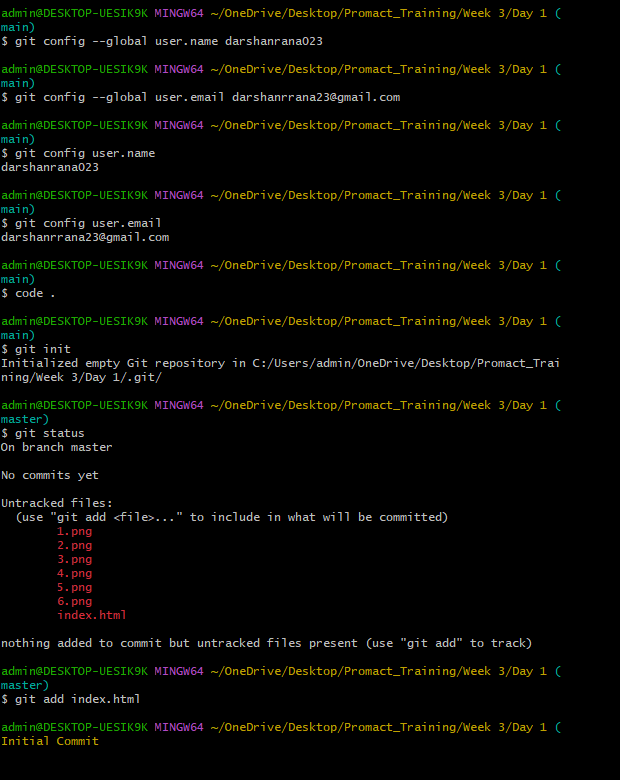 admin@DESKTOP-UESIK9K MINGW64 ~/OneDrive/Desktop/Promact_Training/Week 3/Day 1 (
main)
$ git config --global user.name darshanrana023
admin@DESKTOP-UESIK9K MINGW64 ~/OneDrive/Desktop/Promact_Training/Week 3/Day 1 (
main)
$ git config --global user.email darshanrrana23@gmail.com
admin@DESKTOP-UESIK9K MINGW64 ~/OneDrive/Desktop/Promact_Training/Week 3/Day 1 (
main)
$ git config user.name
darshanrana023
admin@DESKTOP-UESIK9K MINGW64 ~/OneDrive/Desktop/Promact_Training/Week 3/Day 1 (
main)
$ git config user.email
darshanrrana23@gmail.com
admin@DESKTOP-UESIK9K MINGW64 ~/OneDrive/Desktop/Promact_Training/Week 3/Day 1 (
main)
$ code .
admin@DESKTOP-UESIK9K MINGW64 ~/OneDrive/Desktop/Promact_Training/Week 3/Day 1 (
main)
$ git init
Initialized empty Git repository in C:/Users/admin/OneDrive/Desktop/Promact_Trai
ning/Week 3/Day 1/.git/
admin@DESKTOP-UESIK9K MINGW64 ~/OneDrive/Desktop/Promact_Training/Week 3/Day 1 (
master)
$ git status
On branch master
No commits yet
Untracked files:
(use "git add <file>..." to include in what will be committed)
1.png
2.png
3.png
4.png
5.png
6.png
index.html
nothing added to commit but untracked files present (use "git add" to track)
admin@DESKTOP-UESIK9K MINGW64 ~/OneDrive/Desktop/Promact_Training/Week 3/Day 1 (
master)
$ git add index.html
admin@DESKTOP-UESIK9K MINGW64 ~/OneDrive/Desktop/Promact_Training/Week 3/Day 1 (
Initial Commit